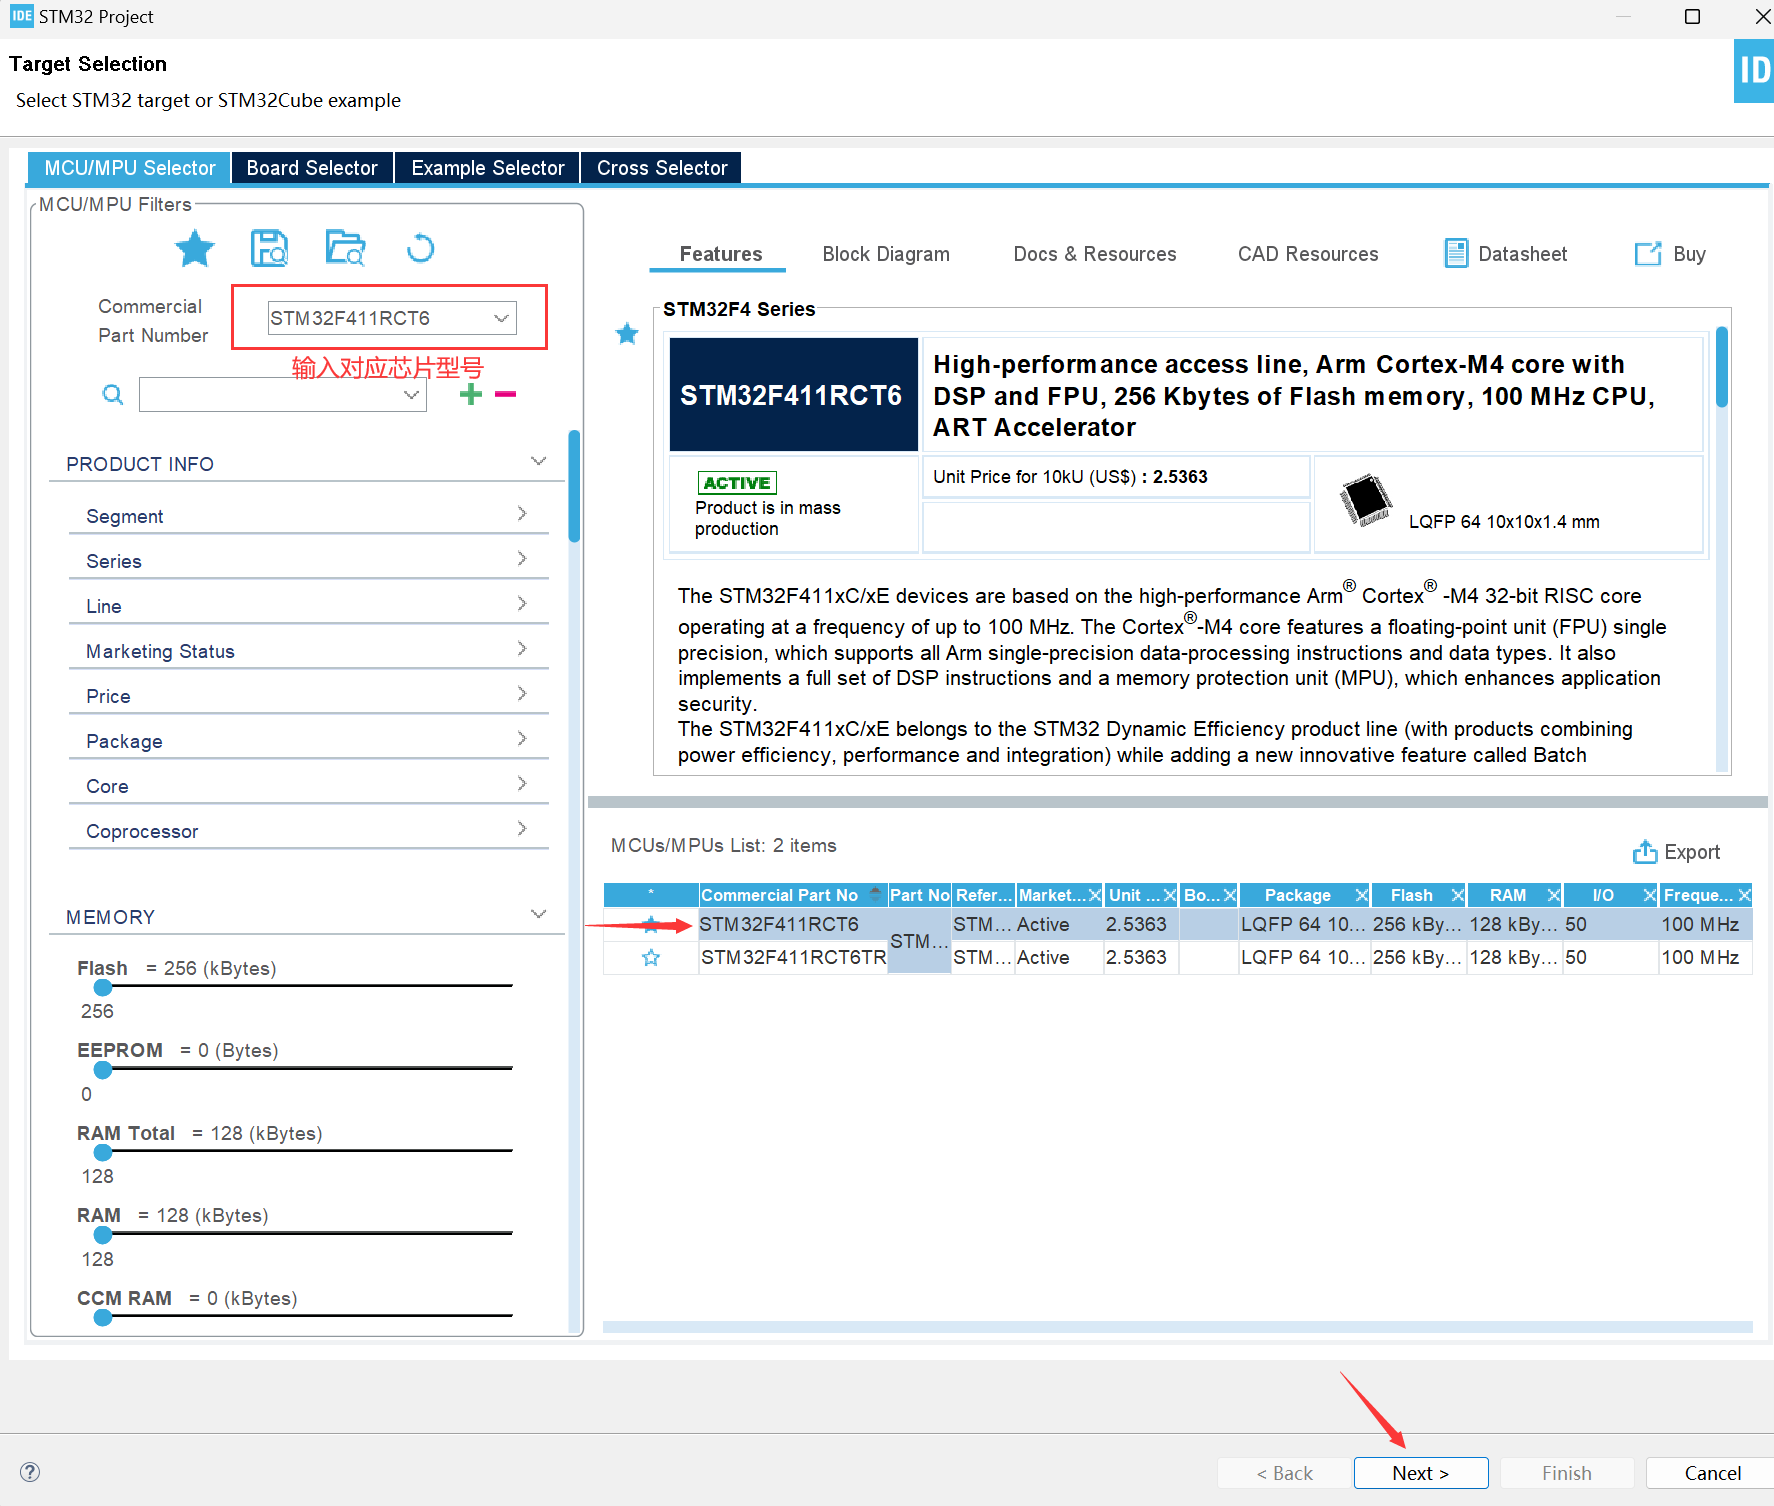 IDE STM32 Project
Target Selection
Select STM32 target or STM32Cube example
ID
MCU/MPU Selector
Board Selector
Example Selector
Cross Selector
MCU/MPU Filters
Commercial
Part Number
STM32F411RCT6
输入对应芯片型号
PRODUCT INFO
Segment
Series
Line
Marketing Status
Price
Package
Core
Coprocessor
MEMORY
Flash = 256 (kBytes)
256
EEPROM = 0 (Bytes)
0
RAM Total = 128 (kBytes)
128
RAM = 128 (kBytes)
128
CCM RAM = 0 (kBytes)
Features
Block Diagram
Docs & Resources
CAD Resources
Datasheet
Buy
STM32F4 Series
STM32F411RCT6
High-performance access line, Arm Cortex-M4 core with
DSP and FPU, 256 Kbytes of Flash memory, 100 MHz CPU,
ART Accelerator
ACTIVE
Product is in mass
production
Unit Price for 10kU (US$) : 2.5363
LQFP 64 10x10x1.4 mm
The STM32F411xC/xE devices are based on the high-performance Arm® Cortex® -M4 32-bit RISC core
operating at a frequency of up to 100 MHz. The Cortex®-M4 core features a floating-point unit (FPU) single
precision, which supports all Arm single-precision data-processing instructions and data types. It also
implements a full set of DSP instructions and a memory protection unit (MPU), which enhances application
security.
The STM32F411xC/xE belongs to the STM32 Dynamic Efficiency product line (with products combining
power efficiency, performance and integration) while adding a new innovative feature called Batch
MCUs/MPUs List: 2 items
Export
* Commercial Part No Part No Refer... Market... Unit ... Bo... Package Flash RAM I/O Freque...
STM32F411RCT6 STM... STM... Active 2.5363 LQFP 64 10... 256 kBy... 128 kBy... 50 100 MHz
STM32F411RCT6TR STM... Active 2.5363 LQFP 64 10... 256 kBy... 128 kBy... 50 100 MHz
?
< Back
Next >
Finish
Cancel